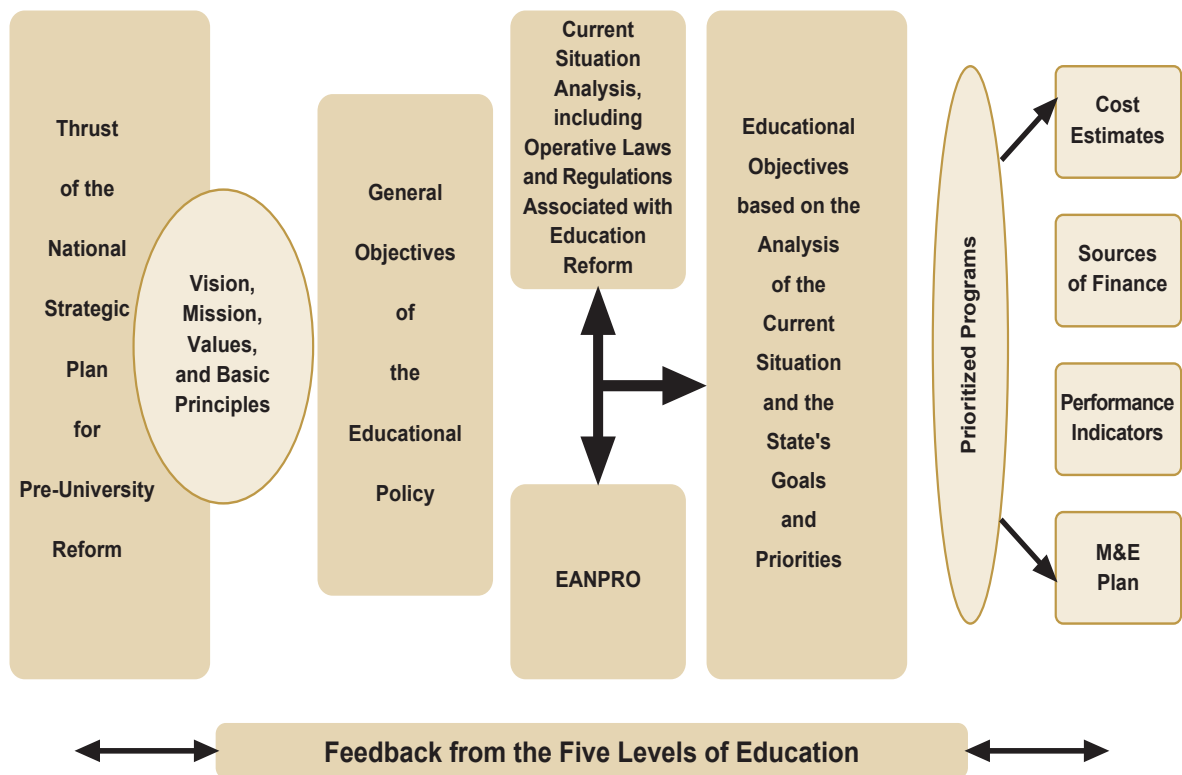 Thrust
of the
National
Strategic
Plan
for
Pre-University
Reform
Vision,
Mission,
Values,
and Basic
Principles
General
Objectives
of
the
Educational
Policy
Current
Situation
Analysis,
including
Operative Laws
and Regulations
Associated with
Education
Reform
EANPRO
Educational
Objectives
based on the
Analysis
of the
Current
Situation
and the
State's
Goals
and
Priorities
Prioritized Programs
Cost
Estimates
Sources
of Finance
Performance
Indicators
M&E
Plan
Feedback from the Five Levels of Education